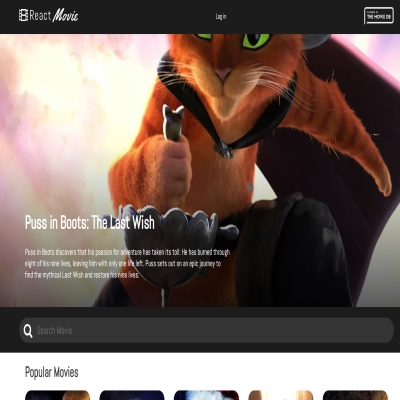 React Movie
Log in
THE MOVIE DB
Puss in Boots: The Last Wish
Puss in Boots discovers that his passion for adventure has taken its toll: He has burned through
eight of his nine lives, leaving him with only one life left. Puss sets out on an epic journey to
find the mythical Last Wish and restore his nine lives.
Search Movie
Popular Movies